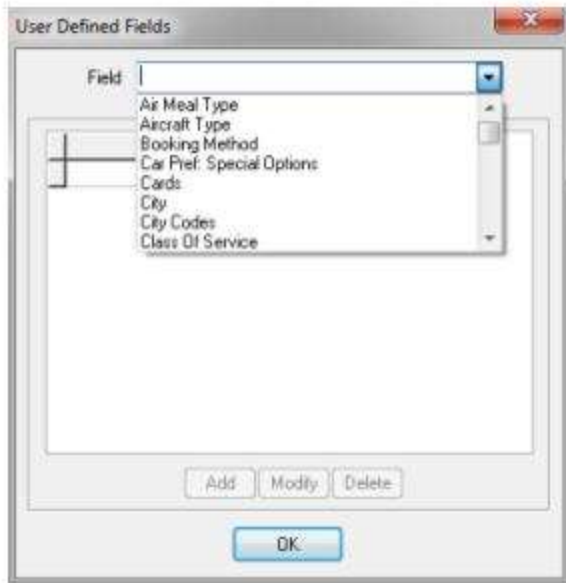 User Defined Fields
Field
Air Meal Type
Aircraft Type
Booking Method
Car Pref: Special Options
Cards
City
City Codes
Class Of Service
Add Modify Delete
OK